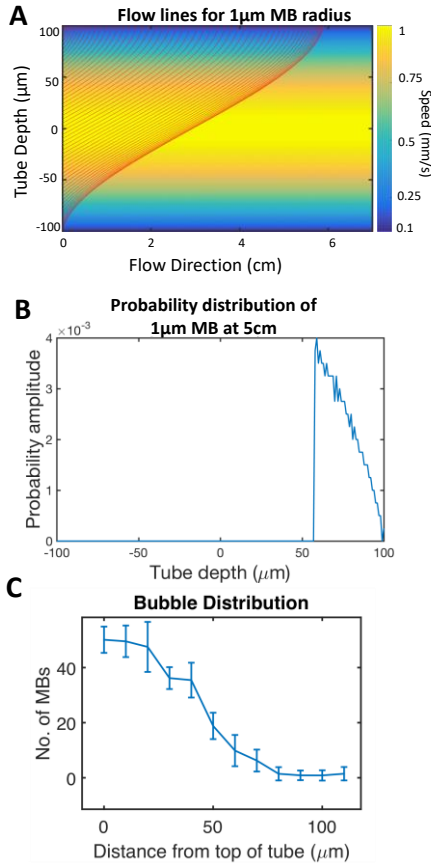 A
Flow lines for 1μm MB radius
Tube Depth (μm)
100
50
0
-50
-100
0
2
4
6
Flow Direction (cm)
1
0.75
0.5
0.25
0.1
Speed (mm/s)
B
Probability distribution of
1μm MB at 5cm
×10⁻³
Probability amplitude
4
3
2
1
0
-100
-50
0
50
100
Tube depth (μm)
C
Bubble Distribution
No. of MBs
40
20
0
0
50
100
Distance from top of tube (μm)